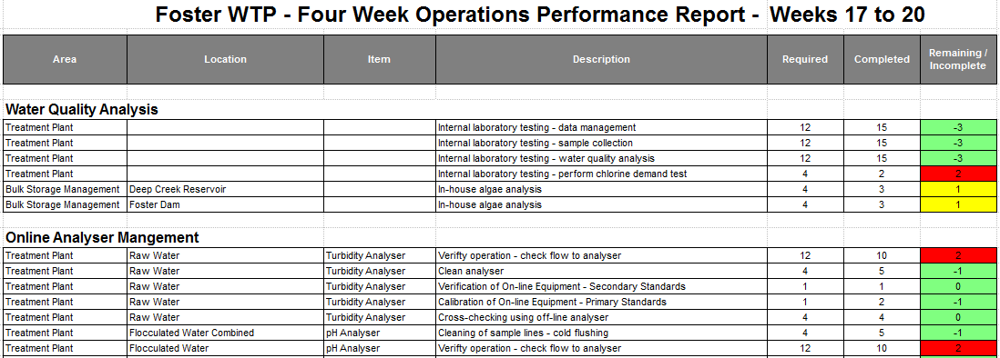 Foster WTP - Four Week Operations Performance Report - Weeks 17 to 20
Area Location Item Description Required Completed Remaining / Incomplete
Water Quality Analysis
Treatment Plant Internal laboratory testing - data management 12 15 -3
Treatment Plant Internal laboratory testing - sample collection 12 15 -3
Treatment Plant Internal laboratory testing - water quality analysis 12 15 -3
Treatment Plant Internal laboratory testing - perform chlorine demand test 4 2 2
Bulk Storage Management Deep Creek Reservoir In-house algae analysis 4 3 1
Bulk Storage Management Foster Dam In-house algae analysis 4 3 1
Online Analyser Mangement
Treatment Plant Raw Water Turbidity Analyser Verifty operation - check flow to analyser 12 10 2
Treatment Plant Raw Water Turbidity Analyser Clean analyser 4 5 -1
Treatment Plant Raw Water Turbidity Analyser Verification of On-line Equipment - Secondary Standards 1 1 0
Treatment Plant Raw Water Turbidity Analyser Calibration of On-line Equipment - Primary Standards 1 2 -1
Treatment Plant Raw Water Turbidity Analyser Cross-checking using off-line analyser 4 4 0
Treatment Plant Flocculated Water Combined pH Analyser Cleaning of sample lines - cold flushing 4 5 -1
Treatment Plant Flocculated Water pH Analyser Verifty operation - check flow to analyser 12 10 2